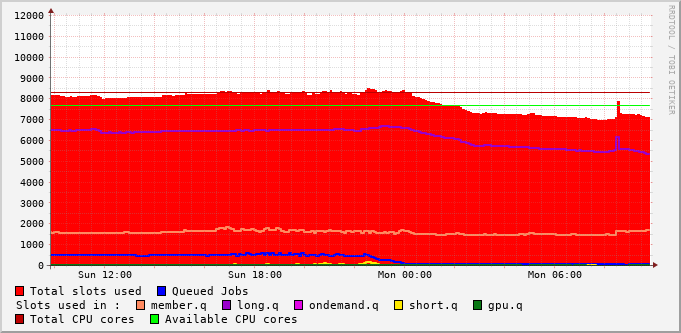 RRDTOOL / TOBI OETIKER
12000
11000
10000
9000
8000
7000
6000
5000
4000
3000
2000
1000
0
Sun 12:00 Sun 18:00 Mon 00:00 Mon 06:00
Total slots used Queued Jobs
Slots used in : member.q long.q ondemand.q short.q gpu.q
Total CPU cores Available CPU cores